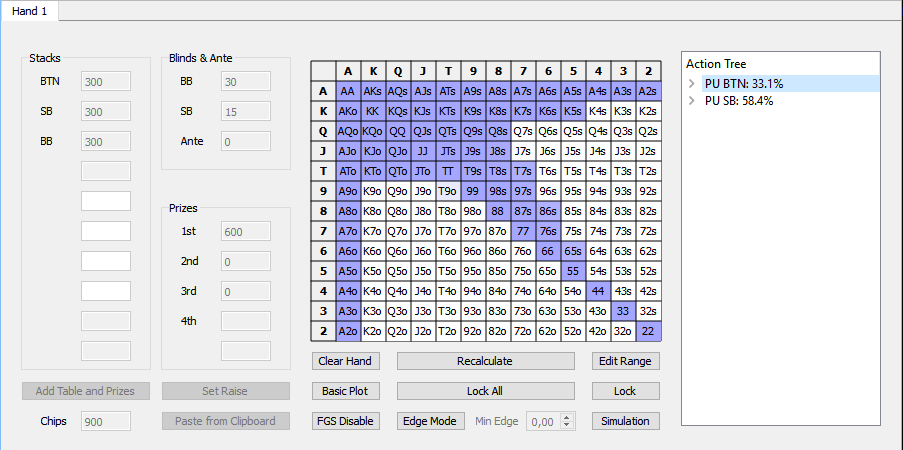 Hand 1
Stacks
BTN 300
SB 300
BB 300
Blinds & Ante
BB 30
SB 15
Ante 0
Prizes
1st 600
2nd 0
3rd 0
4th
Add Table and Prizes
Set Raise
Chips 900
Paste from Clipboard
A K Q J T 9 8 7 6 5 4 3 2
A AA AKs AQs AJs ATs A9s A8s A7s A6s A5s A4s A3s A2s
K AKo KK KQs KJs KTs K9s K8s K7s K6s K5s K4s K3s K2s
Q AQo KQo QQ QJs QTs Q9s Q8s Q7s Q6s Q5s Q4s Q3s Q2s
J AJo KJo QJo JJ JTs J9s J8s J7s J6s J5s J4s J3s J2s
T ATo KTo QTo JTo TT T9s T8s T7s T6s T5s T4s T3s T2s
9 A9o K9o Q9o J9o T9o 99 98s 97s 96s 95s 94s 93s 92s
8 A8o K8o Q8o J8o T8o 98o 88 87s 86s 85s 84s 83s 82s
7 A7o K7o Q7o J7o T7o 97o 87o 77 76s 75s 74s 73s 72s
6 A6o K6o Q6o J6o T6o 96o 86o 76o 66 65s 64s 63s 62s
5 A5o K5o Q5o J5o T5o 95o 85o 75o 65o 55 54s 53s 52s
4 A4o K4o Q4o J4o T4o 94o 84o 74o 64o 54o 44 43s 42s
3 A3o K3o Q3o J3o T3o 93o 83o 73o 63o 53o 43o 33 32s
2 A2o K2o Q2o J2o T2o 92o 82o 72o 62o 52o 42o 32o 22
Clear Hand
Recalculate
Edit Range
Basic Plot
Lock All
Lock
FGS Disable
Edge Mode
Min Edge 0,00
Simulation
Action Tree
PU BTN: 33.1%
PU SB: 58.4%